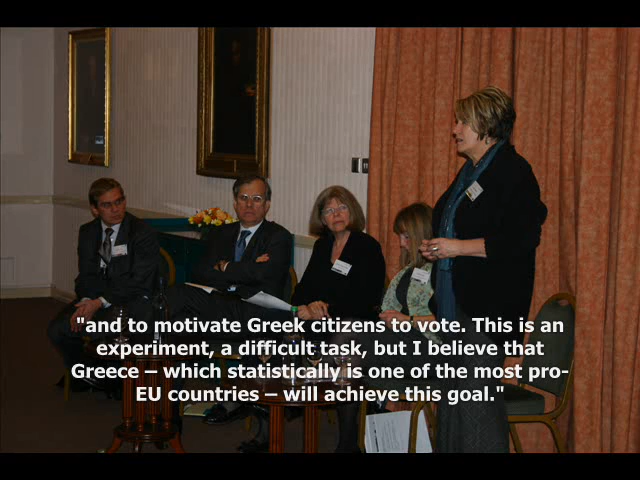 "and to motivate Greek citizens to vote. This is an
experiment, a difficult task, but I believe that
Greece – which statistically is one of the most pro-
EU countries – will achieve this goal."